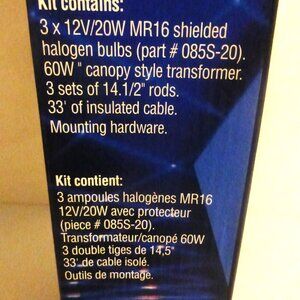 Kit contains:
3 x 12V/20W MR16 shielded
halogen bulbs (part # 085S-20).
60W " canopy style transformer.
3 sets of 14.1/2" rods.
33' of insulated cable.
Mounting hardware.
Kit contient:
3 ampoules halogènes MR16
12V/20W avec protecteur
(piece # 085S-20).
Transformateur/canopé 60W
3 double tiges de 14,5"
33' de cable isolé.
Outils de montage.